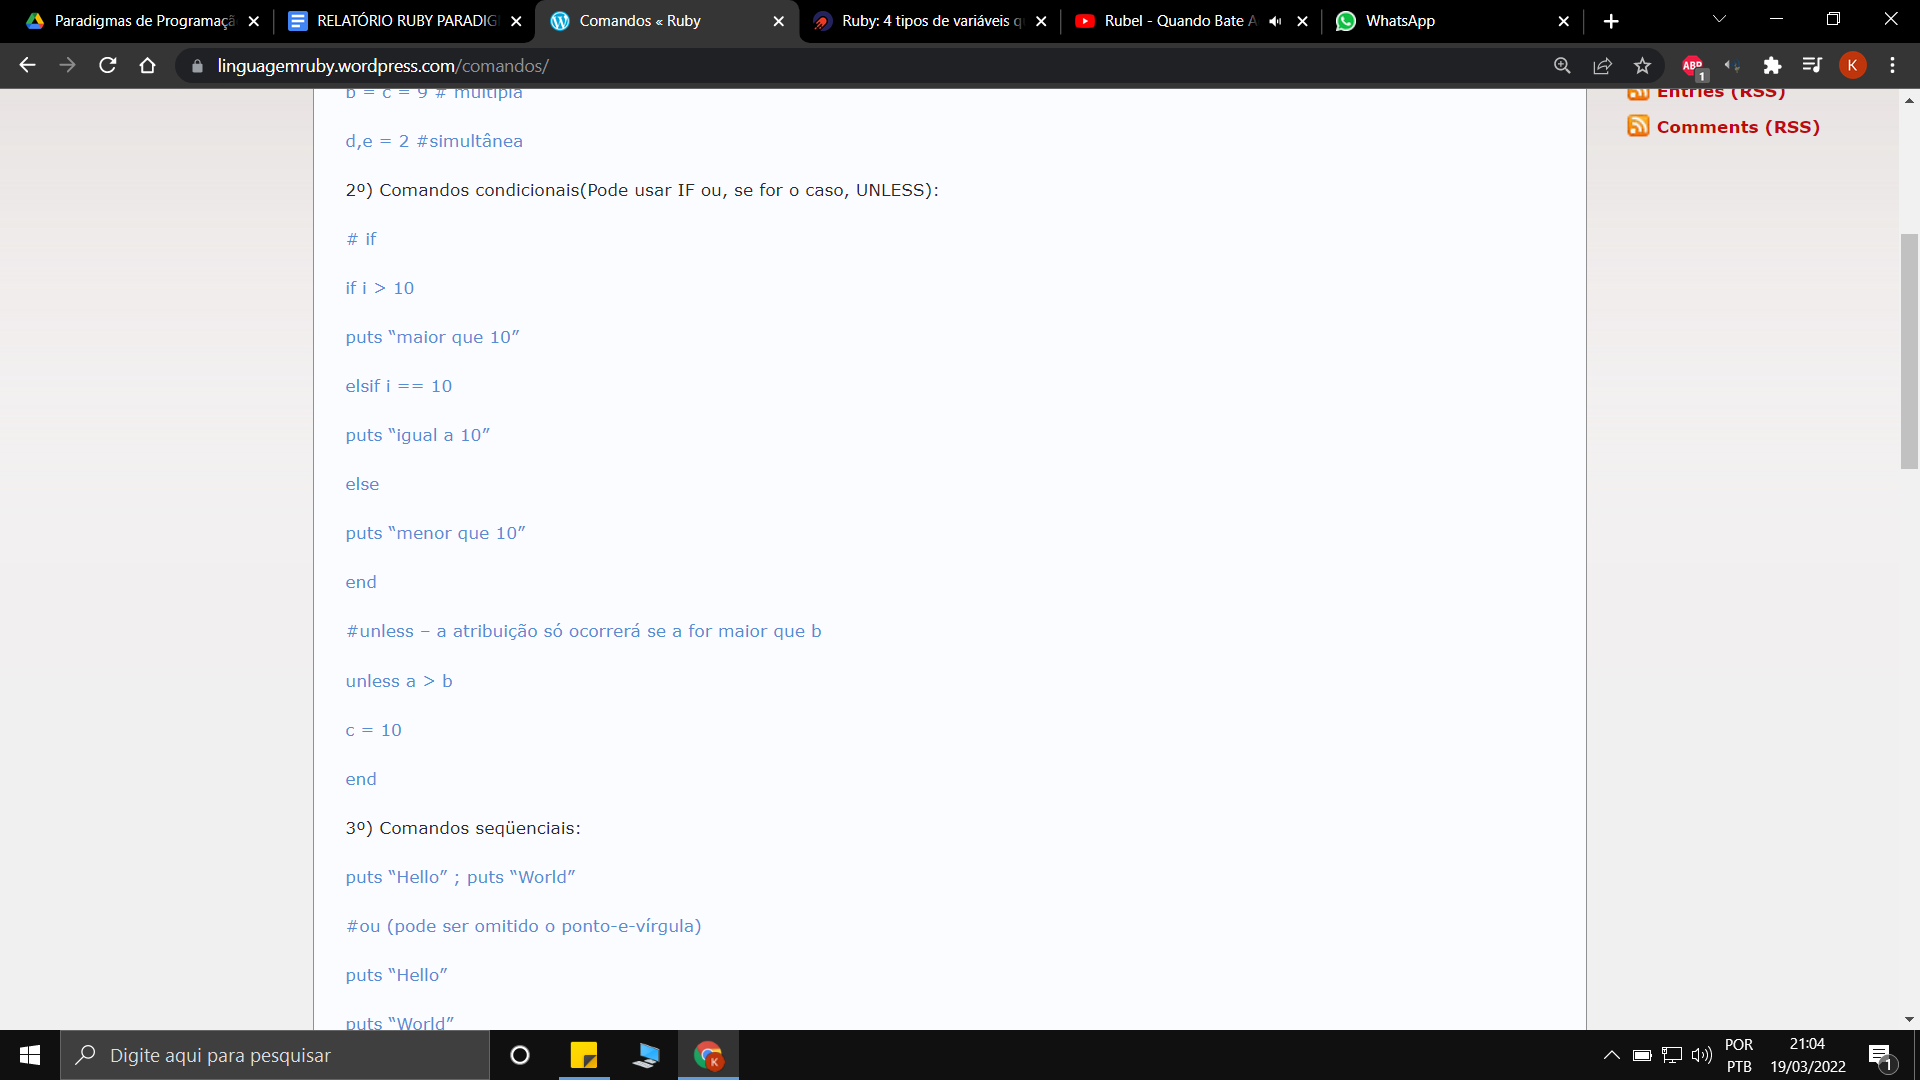 Paradigmas de Programaçã
RELATÓRIO RUBY PARADIG
Comandos « Ruby
Ruby: 4 tipos de variáveis q
Rubel - Quando Bate A
WhatsApp
linguagemruby.wordpress.com/comandos/
ABP
1
K
b = c = 9 # múltipla
Entries (RSS)
Comments (RSS)
d,e = 2 #simultânea
2º) Comandos condicionais(Pode usar IF ou, se for o caso, UNLESS):
# if
if i > 10
puts “maior que 10”
elsif i == 10
puts “igual a 10”
else
puts “menor que 10”
end
#unless – a atribuição só ocorrerá se a for maior que b
unless a > b
c = 10
end
3º) Comandos seqüenciais:
puts “Hello” ; puts “World”
#ou (pode ser omitido o ponto-e-vírgula)
puts “Hello”
puts “World”
Digite aqui para pesquisar
K
POR
PTB
21:04
19/03/2022
1